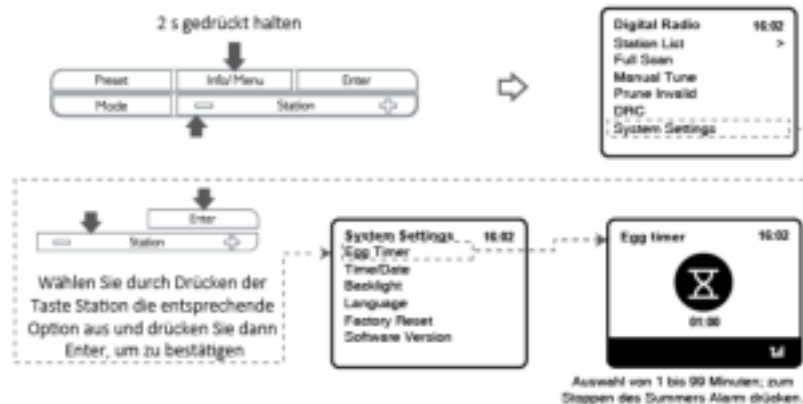 2 s gedrückt halten
Preset
Info/Menu
Enter
Mode
Station
Digital Radio 16:02
Station List >
Full Scan
Manual Tune
Prune Invalid
DRC
System Settings
Enter
Station
Wählen Sie durch Drücken der
Taste Station die entsprechende
Option aus und drücken Sie dann
Enter, um zu bestätigen
System Settings 16:02
Egg Timer
Time/Date
Backlight
Language
Factory Reset
Software Version
Egg timer 16:02
01:00
Auswahl von 1 bis 99 Minuten; zum
Stoppen des Summers Alarm drücken.